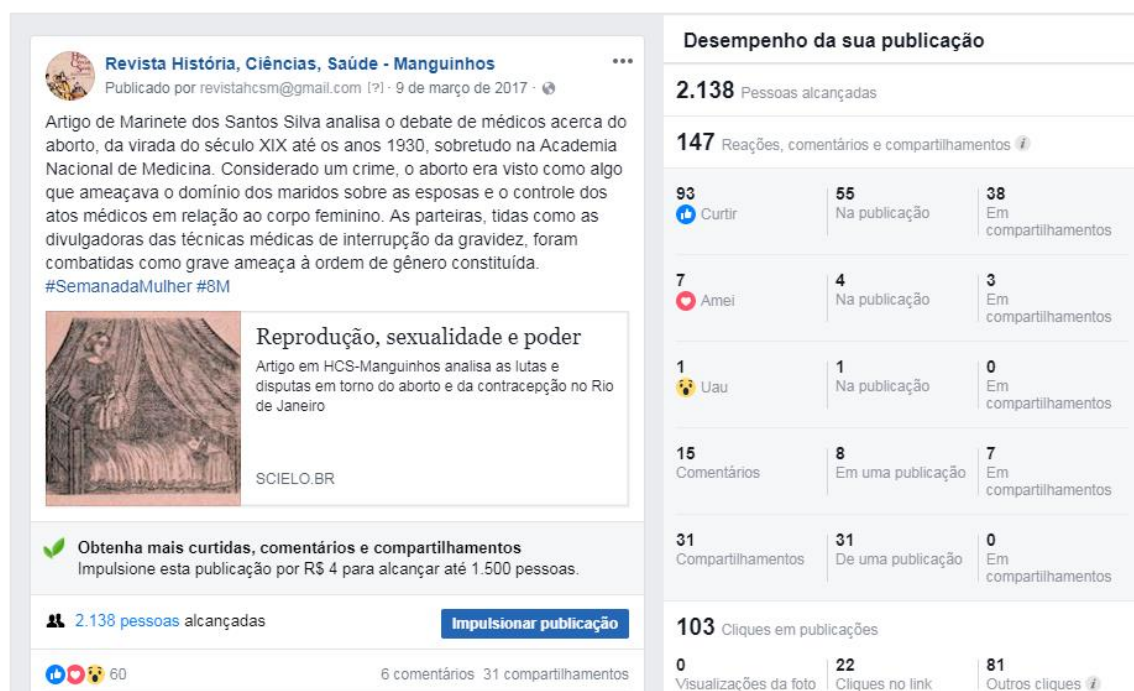 Revista História, Ciências, Saúde - Manguinhos
Publicado por revistahcsm@gmail.com [?] · 9 de março de 2017 ·
Artigo de Marinete dos Santos Silva analisa o debate de médicos acerca do
aborto, da virada do século XIX até os anos 1930, sobretudo na Academia
Nacional de Medicina. Considerado um crime, o aborto era visto como algo
que ameaçava o domínio dos maridos sobre as esposas e o controle dos
atos médicos em relação ao corpo feminino. As parteiras, tidas como as
divulgadoras das técnicas médicas de interrupção da gravidez, foram
combatidas como grave ameaça à ordem de gênero constituída.
#SemanadaMulher #8M
Reprodução, sexualidade e poder
Artigo em HCS-Manguinhos analisa as lutas e
disputas em torno do aborto e da contracepção no Rio
de Janeiro
SCIELO.BR
Obtenha mais curtidas, comentários e compartilhamentos
Impulsione esta publicação por R$ 4 para alcançar até 1.500 pessoas.
2.138 pessoas alcançadas
Impulsionar publicação
60
6 comentários 31 compartilhamentos
Desempenho da sua publicação
2.138 Pessoas alcançadas
147 Reações, comentários e compartilhamentos
93 55 38
Curtir Na publicação Em
compartilhamentos
7 4 3
Amei Na publicação Em
compartilhamentos
1 1 0
Uau Na publicação Em
compartilhamentos
15 8 7
Comentários Em uma publicação Em
compartilhamentos
31 31 0
Compartilhamentos De uma publicação Em
compartilhamentos
103 Cliques em publicações
0 22 81
Visualizações da foto Cliques no link Outros cliques